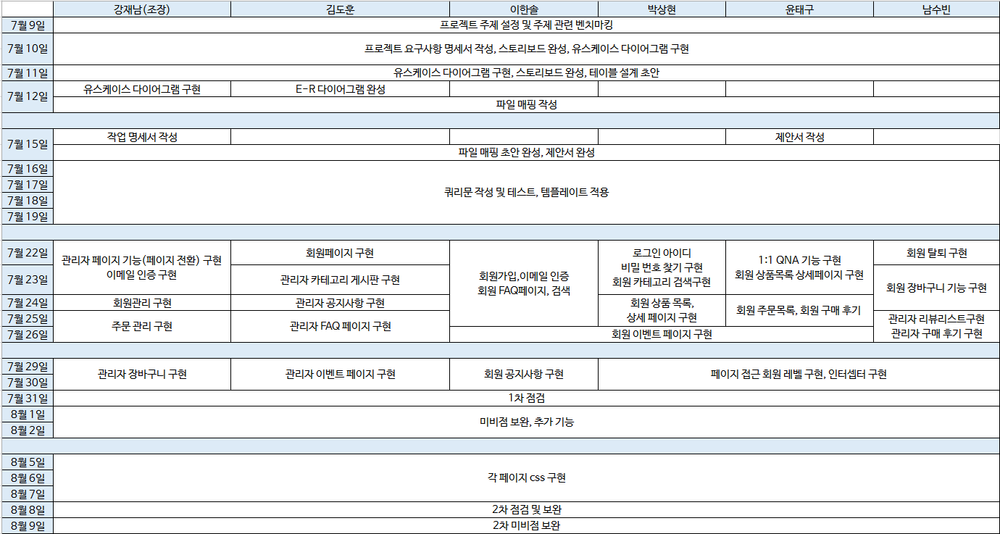 강재남(조장)
김도훈
이한솔
박상현
윤태구
남수빈
7월 9일
프로젝트 주제 설정 및 주제 관련 벤치마킹
7월 10일
프로젝트 요구사항 명세서 작성, 스토리보드 완성, 유스케이스 다이어그램 구현
7월 11일
유스케이스 다이어그램 구현, 스토리보드 완성, 테이블 설계 초안
7월 12일
유스케이스 다이어그램 구현
E-R 다이어그램 완성
파일 매핑 작성
7월 15일
작업 명세서 작성
제안서 작성
파일 매핑 초안 완성, 제안서 완성
7월 16일
7월 17일
7월 18일
7월 19일
쿼리문 작성 및 테스트, 템플레이트 적용
7월 22일
7월 23일
7월 24일
7월 25일
7월 26일
관리자 페이지 기능(페이지 전환) 구현
이메일 인증 구현
회원관리 구현
주문 관리 구현
회원페이지 구현
관리자 카테고리 게시판 구현
관리자 공지사항 구현
관리자 FAQ 페이지 구현
회원가입,이메일 인증
회원 FAQ페이지, 검색
로그인 아이디
비밀 번호 찾기 구현
회원 카테고리 검색구현
회원 상품 목록,
상세 페이지 구현
1:1 QNA 기능 구현
회원 상품목록 상세페이지 구현
회원 주문목록, 회원 구매 후기
회원 이벤트 페이지 구현
회원 탈퇴 구현
회원 장바구니 기능 구현
관리자 리뷰리스트구현
관리자 구매 후기 구현
7월 29일
7월 30일
관리자 장바구니 구현
관리자 이벤트 페이지 구현
회원 공지사항 구현
페이지 접근 회원 레벨 구현, 인터셉터 구현
7월 31일
1차 점검
8월 1일
8월 2일
미비점 보완, 추가 기능
8월 5일
8월 6일
8월 7일
각 페이지 css 구현
8월 8일
2차 점검 및 보완
8월 9일
2차 미비점 보완